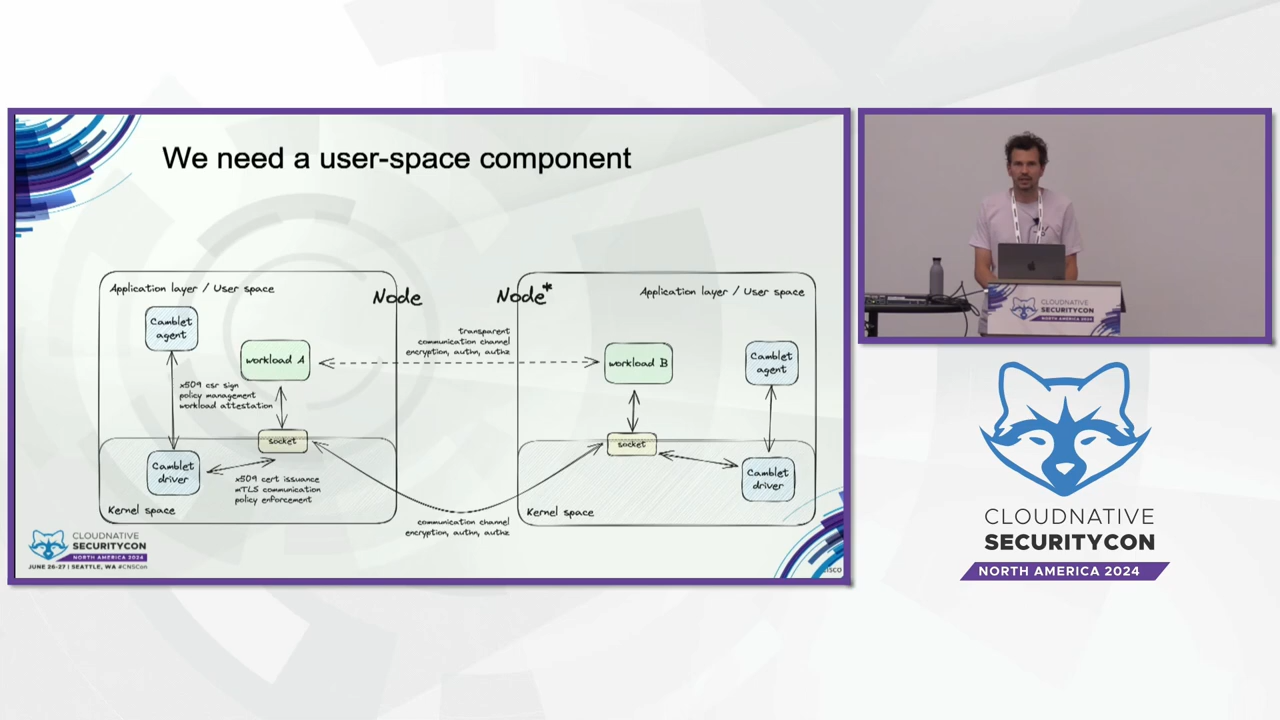 We need a user-space component
Application layer / User space
Node
Node*
Application layer / User space
Camblet
agent
workload A
transparent
communication channel
encryption, authn, authz
workload B
Camblet
agent
x509 csr sign
policy management
workload attestation
socket
socket
Camblet
driver
x509 cert issuance
mTLS communication
policy enforcement
Camblet
driver
Kernel space
Kernel space
communication channel
encryption, authn, authz
CLOUDNATIVE
SECURITYCON
NORTH AMERICA 2024
JUNE 26-27 | SEATTLE, WA #CNSCon
CISCO
CLOUDNATIVE
SECURITYCON
NORTH AMERICA 2024
CLOUDNATIVE
SECURITYCON
NORTH AMERICA 2024